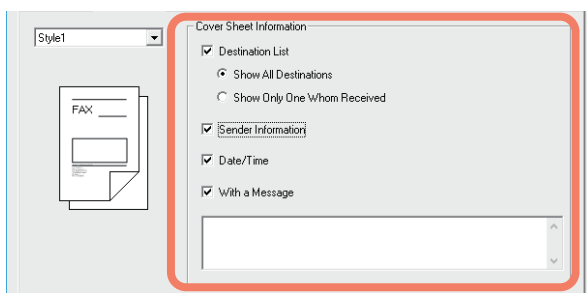 Style1
FAX
Cover Sheet Information
Destination List
Show All Destinations
Show Only One Whom Received
Sender Information
Date/Time
With a Message